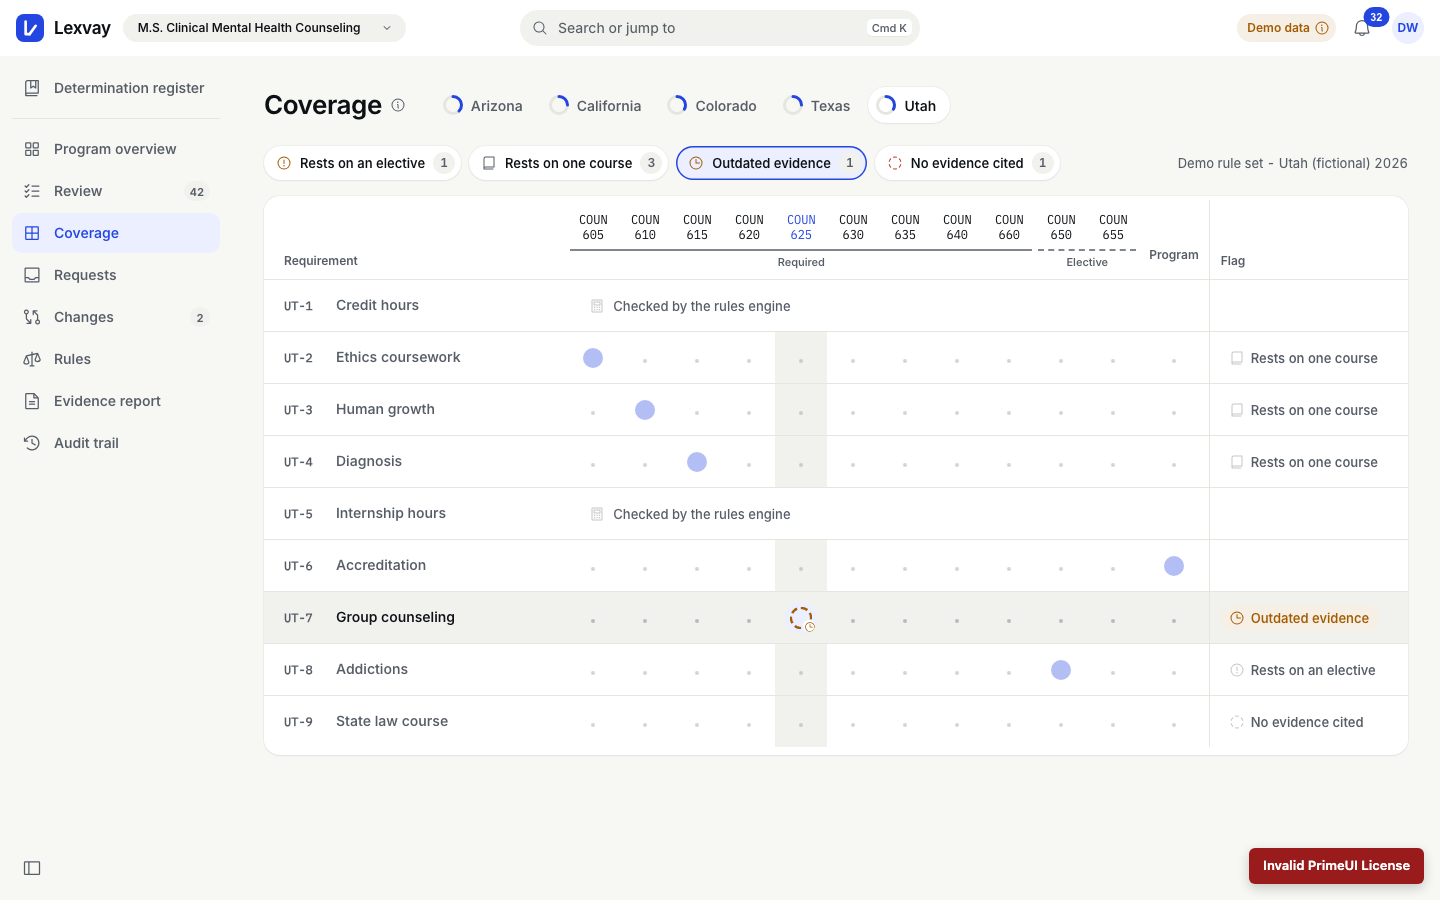 Lexvay
M.S. Clinical Mental Health Counseling
Search or jump to
Cmd K
Demo data
32
DW
Determination register
Program overview
Review 42
Coverage
Requests
Changes 2
Rules
Evidence report
Audit trail
Coverage
Arizona
California
Colorado
Texas
Utah
Rests on an elective 1
Rests on one course 3
Outdated evidence 1
No evidence cited 1
Demo rule set - Utah (fictional) 2026
Requirement
COUN 605
COUN 610
COUN 615
COUN 620
COUN 625
COUN 630
COUN 635
COUN 640
COUN 660
COUN 650
COUN 655
Required
Elective
Program
Flag
UT-1 Credit hours Checked by the rules engine
UT-2 Ethics coursework Rests on one course
UT-3 Human growth Rests on one course
UT-4 Diagnosis Rests on one course
UT-5 Internship hours Checked by the rules engine
UT-6 Accreditation
UT-7 Group counseling Outdated evidence
UT-8 Addictions Rests on an elective
UT-9 State law course No evidence cited
Invalid PrimeUI License